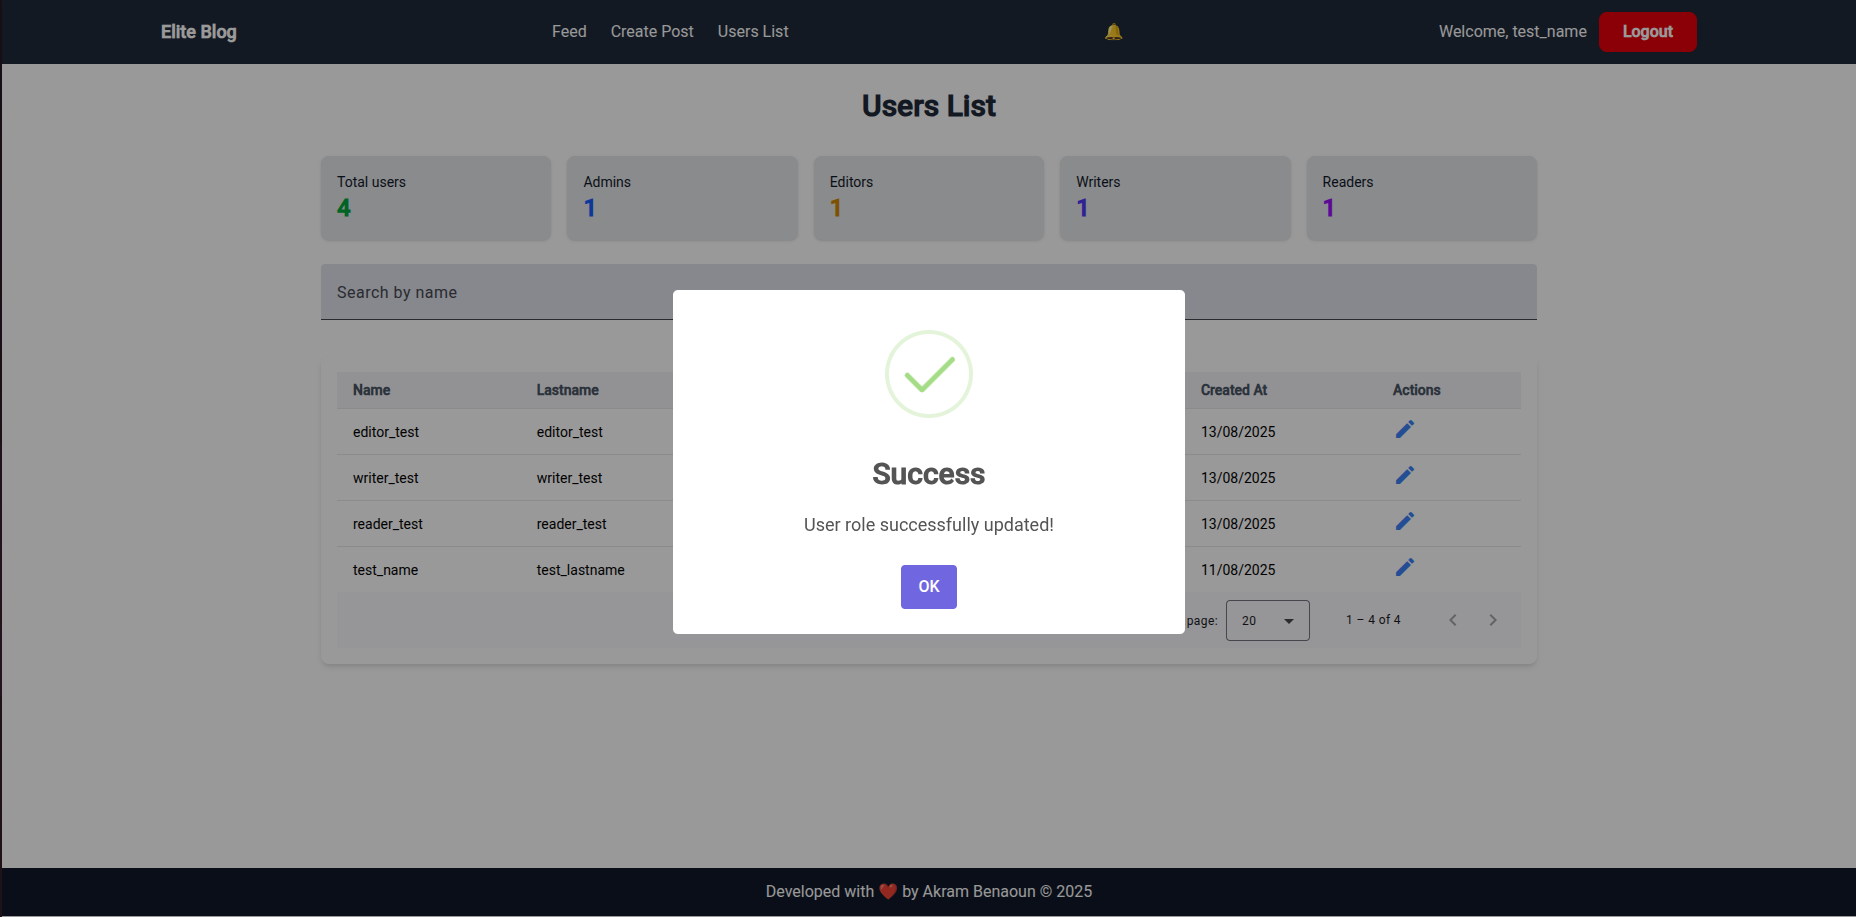 Elite Blog Feed Create Post Users List 🔔 Welcome, test_name Logout
Users List
Total users Admins Editors Writers Readers
4 1 1 1 1
Search by name
Name Lastname Created At Actions
editor_test editor_test 13/08/2025
writer_test writer_test 13/08/2025
reader_test reader_test 13/08/2025
test_name test_lastname 11/08/2025
page: 20 1 – 4 of 4
Success
User role successfully updated!
OK
Developed with ❤️ by Akram Benaoun © 2025